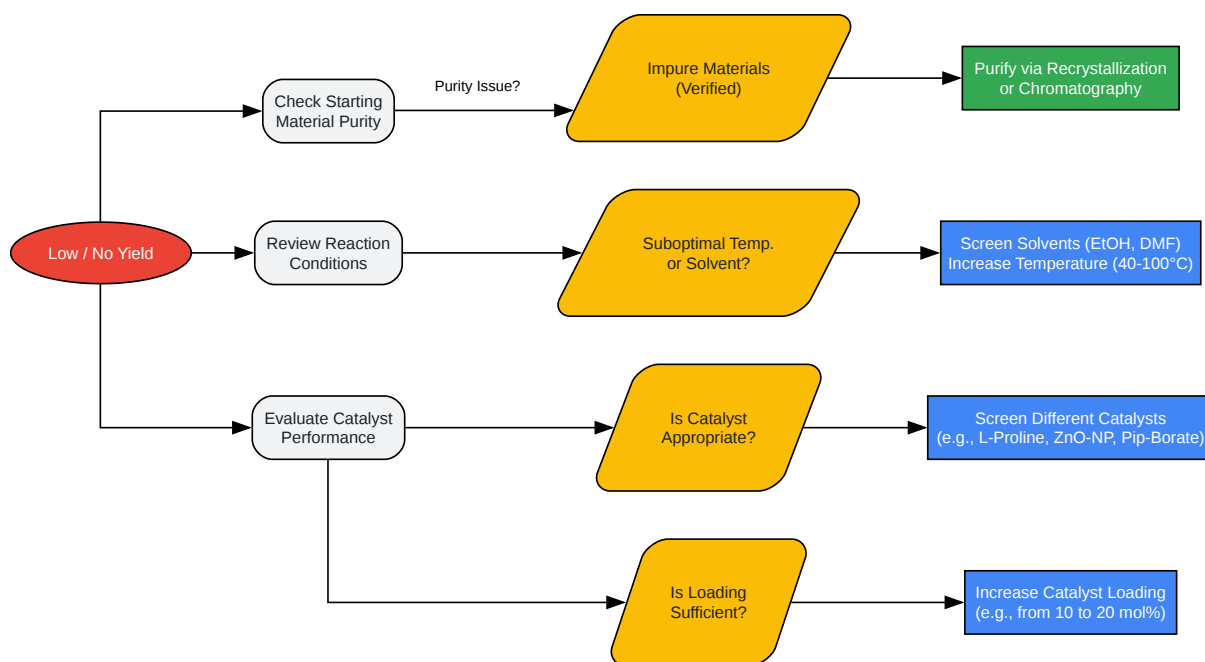 Low / No Yield
Check Starting
Material Purity
Purity Issue?
Impure Materials
(Verified)
Purify via Recrystallization
or Chromatography
Review Reaction
Conditions
Suboptimal Temp.
or Solvent?
Screen Solvents (EtOH, DMF)
Increase Temperature (40-100°C)
Evaluate Catalyst
Performance
Is Catalyst
Appropriate?
Screen Different Catalysts
(e.g., L-Proline, ZnO-NP, Pip-Borate)
Is Loading
Sufficient?
Increase Catalyst Loading
(e.g., from 10 to 20 mol%)